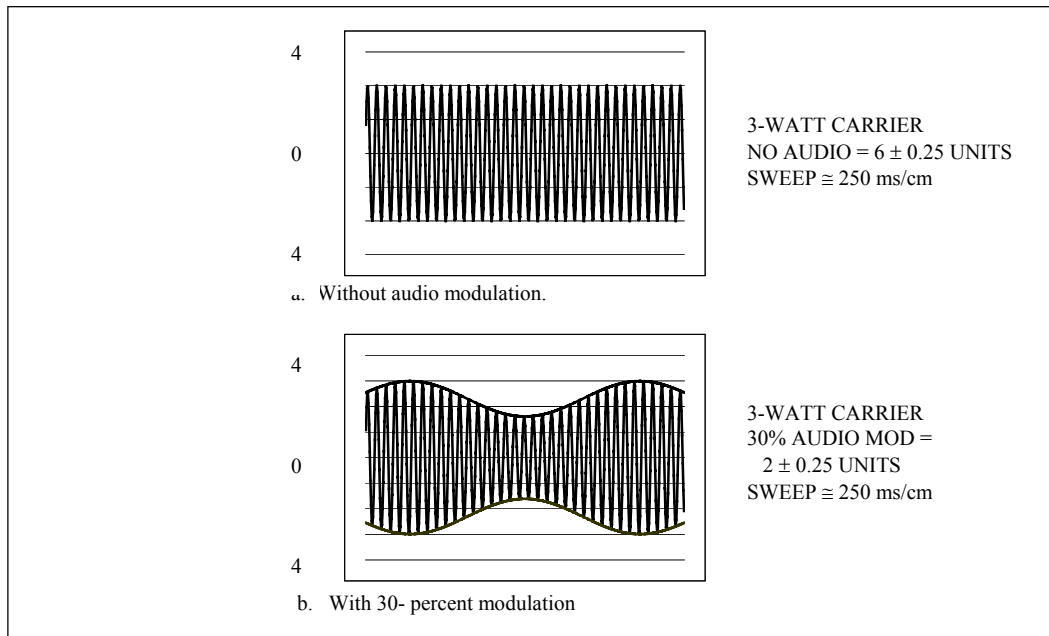 4
0
4
3-WATT CARRIER
NO AUDIO = 6 ± 0.25 UNITS
SWEEP ≅ 250 ms/cm
a. Without audio modulation.
4
0
4
3-WATT CARRIER
30% AUDIO MOD =
2 ± 0.25 UNITS
SWEEP ≅ 250 ms/cm
b. With 30- percent modulation